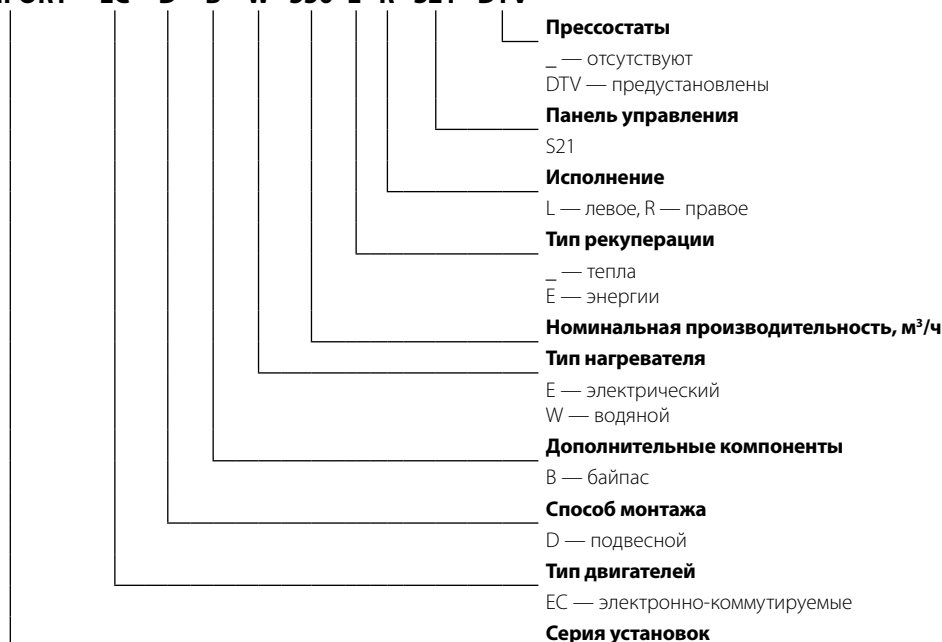 Прессостаты
_ — отсутствуют
DTV — предустановлены
Панель управления
S21
Исполнение
L — левое, R — правое
Тип рекуперации
_ — тепла
E — энергии
Номинальная производительность, м³/ч
Тип нагревателя
E — электрический
W — водяной
Дополнительные компоненты
B — байпас
Способ монтажа
D — подвесной
Тип двигателей
EC — электронно-коммутируемые
Серия установок